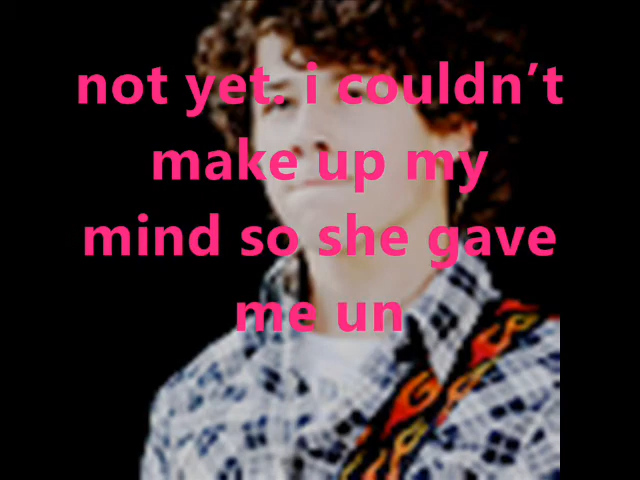 not yet. i couldn’t
make up my
mind so she gave
me un